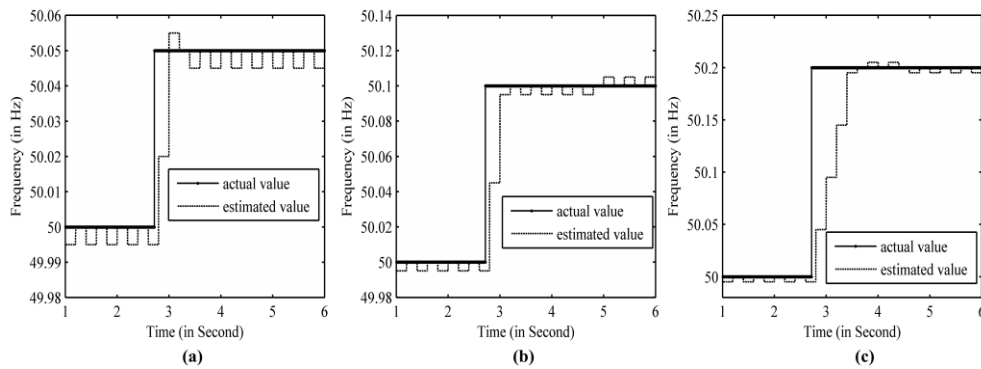 50.06
50.05
50.04
50.03
50.02
50.01
50
49.99
49.98
1 2 3 4 5 6
Frequency (in Hz)
Time (in Second)
actual value
estimated value
(a)
50.14
50.12
50.1
50.08
50.06
50.04
50.02
50
49.98
1 2 3 4 5 6
Frequency (in Hz)
Time (in Second)
actual value
estimated value
(b)
50.2
50.15
50.1
50.05
50
1 2 3 4 5 6
Frequency (in Hz)
Time (in Second)
actual value
estimated value
(c)